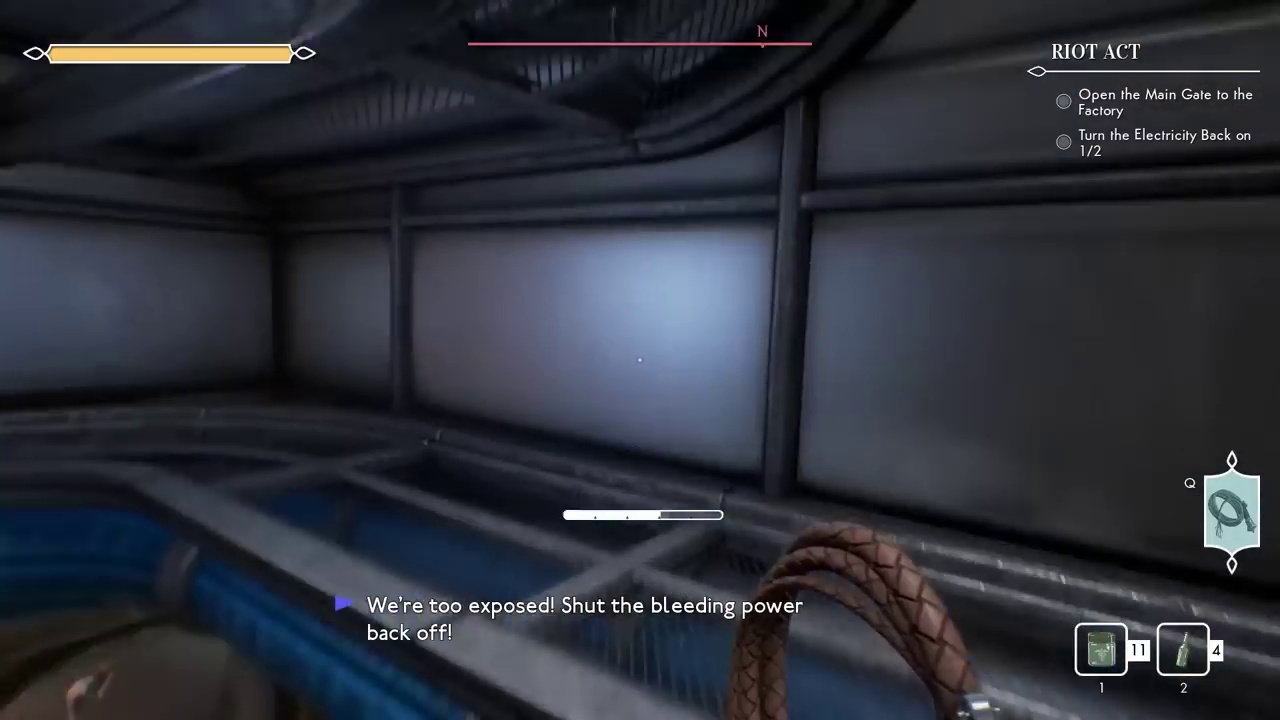 N
RIOT ACT
Open the Main Gate to the
Factory
Turn the Electricity Back on
1/2
Q
We're too exposed! Shut the bleeding power
back off!
11
4
1
2